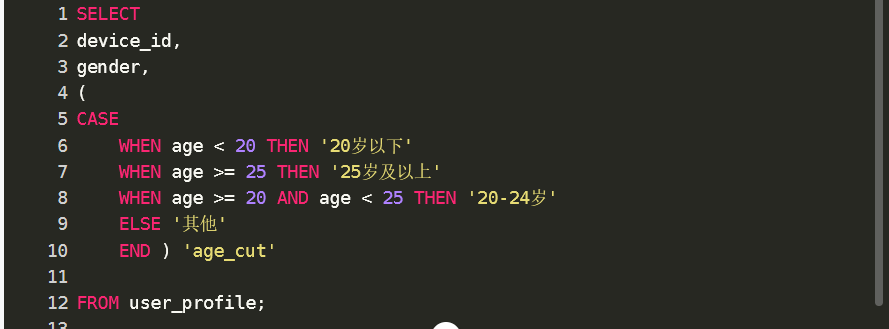 1 SELECT
2 device_id,
3 gender,
4 (
5 CASE
6 WHEN age < 20 THEN '20岁以下'
7 WHEN age >= 25 THEN '25岁及以上'
8 WHEN age >= 20 AND age < 25 THEN '20-24岁'
9 ELSE '其他'
10 END ) 'age_cut'
11
12 FROM user_profile;
13